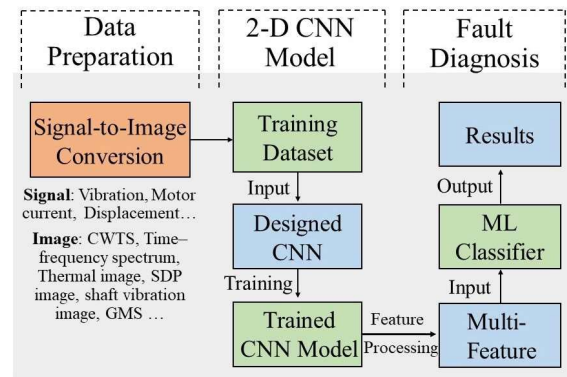 Data
Preparation
2-D CNN
Model
Fault
Diagnosis
Signal-to-Image
Conversion
Signal: Vibration, Motor
current, Displacement…
Image: CWTS, Time–
frequency spectrum,
Thermal image, SDP
image, shaft vibration
image, GMS …
Training
Dataset
Input
Designed
CNN
Training
Trained
CNN Model
Feature
Processing
Multi-
Feature
Input
ML
Classifier
Output
Results